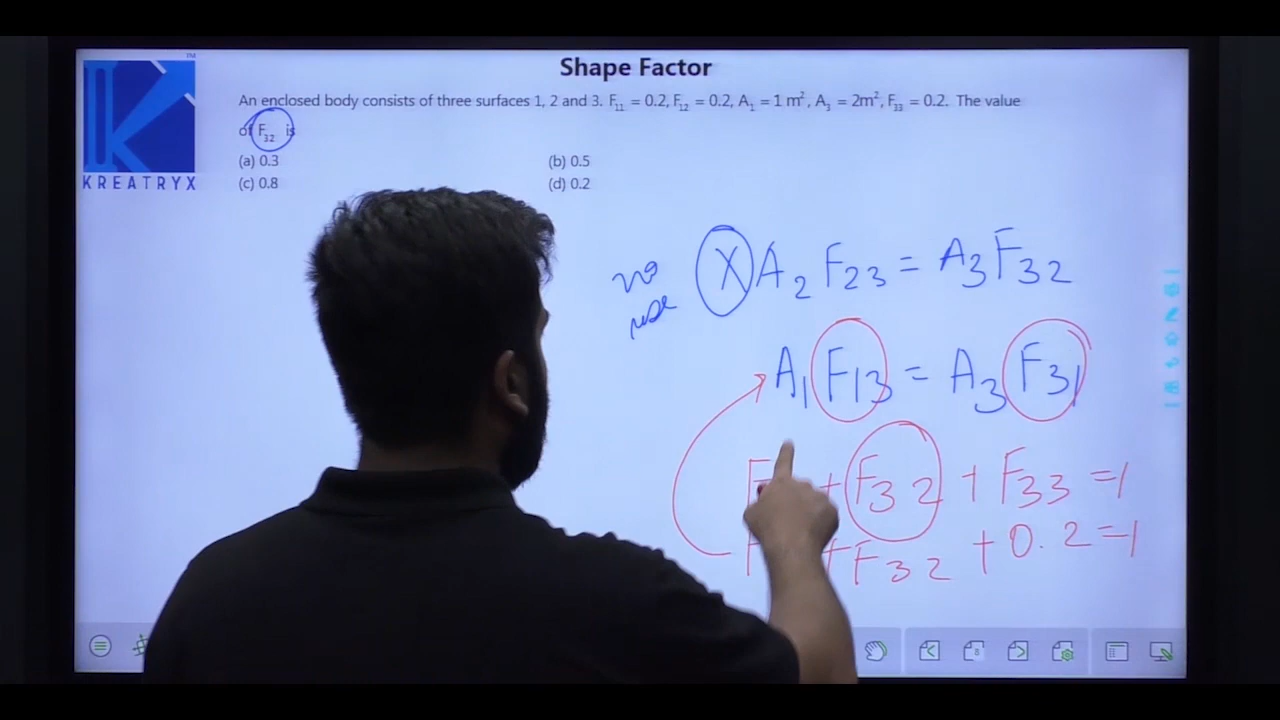 Shape Factor
An enclosed body consists of three surfaces 1, 2 and 3. F₁₁ = 0.2, F₁₂ = 0.2, A₁ = 1 m², A₃ = 2m², F₃₃ = 0.2. The value
of F₃₂ is
(a) 0.3 (b) 0.5
(c) 0.8 (d) 0.2
KREATRYX
TM
no use
X A₂ F₂₃ = A₃ F₃₂
A₁ F₁₃ = A₃ F₃₁
F + F₃₂ + F₃₃ = 1
+ F₃₂ + 0.2 = 1